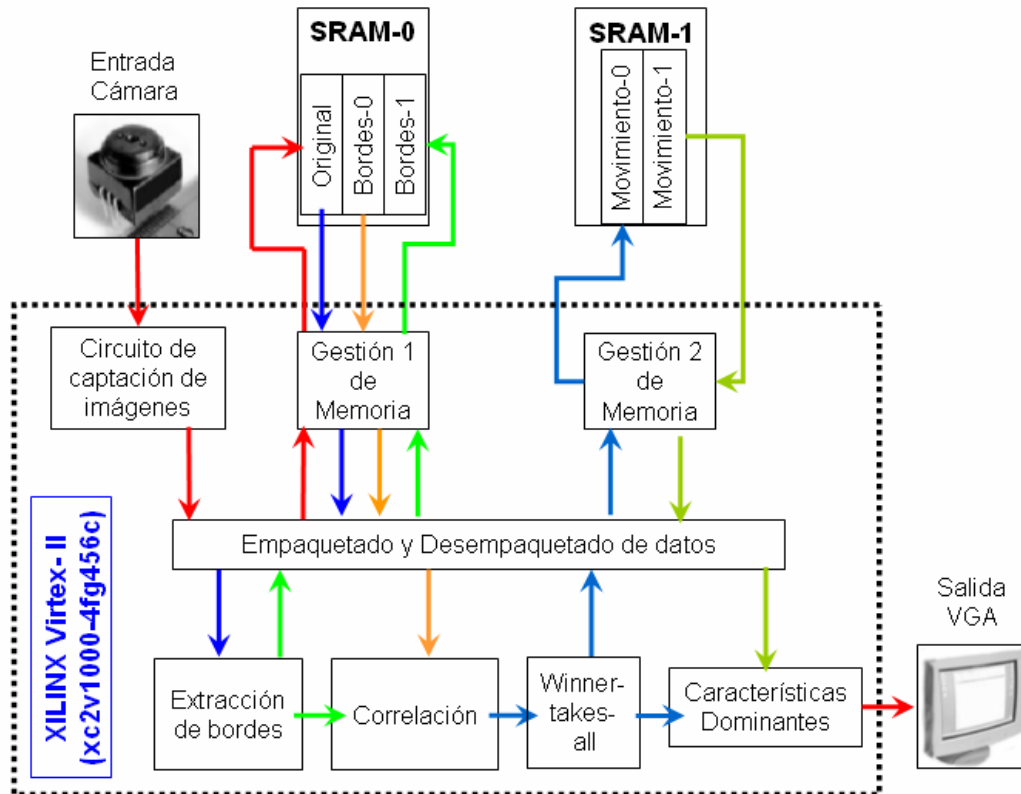 SRAM-0
SRAM-1
Entrada
Cámara
Original
Bordes-0
Bordes-1
Movimiento-0
Movimiento-1
Circuito de
captación de
imágenes
Gestión 1
de
Memoria
Gestión 2
de
Memoria
Empaquetado y Desempaquetado de datos
XILINX Virtex- II
(xc2v1000-4fg456c)
Extracción
de bordes
Correlación
Winner-
takes-
all
Características
Dominantes
Salida
VGA